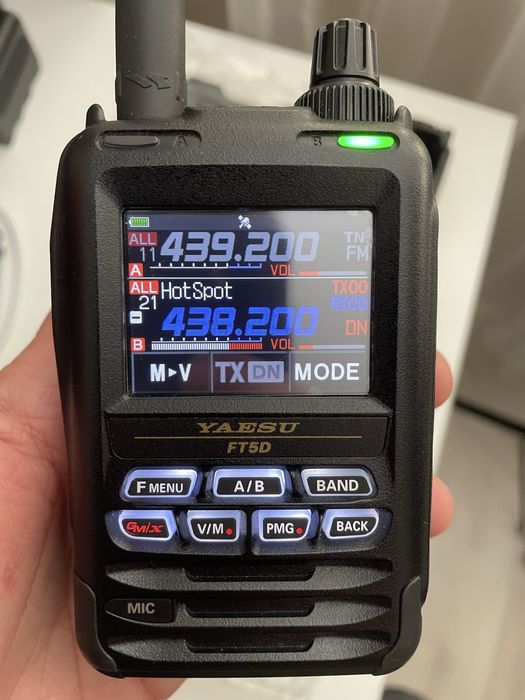 A B
ALL 439.200 TN
11 FM
A VOL
ALL HotSpot TX00
21 RX00
438.200 DN
B VOL
M▶V TX DN MODE
YAESU
FT5D
F MENU A/B BAND
GM/X V/M PMG BACK
MIC